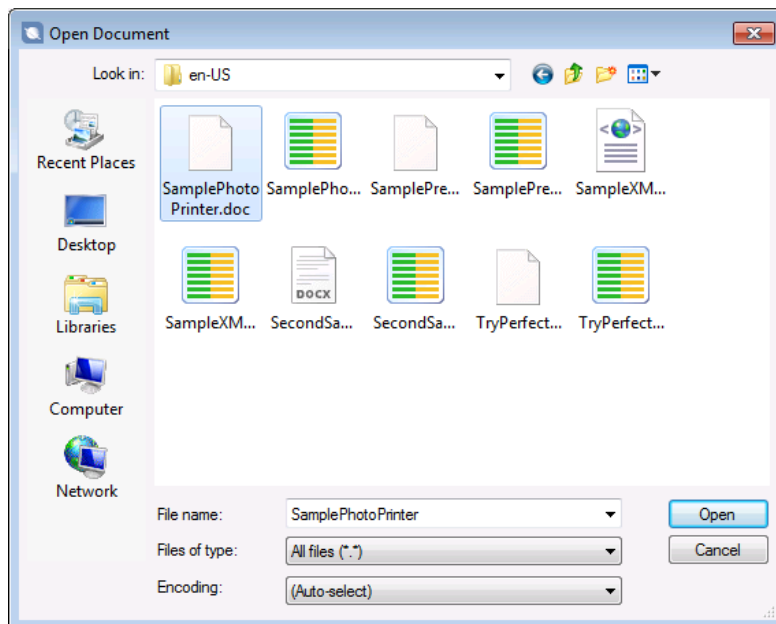 Open Document
Look in:
en-US
Recent Places
Desktop
Libraries
Computer
Network
SamplePhoto
Printer.doc
SamplePho...
SamplePre...
SamplePre...
SampleXM...
SampleXM...
DOCX
SecondSa...
SecondSa...
TryPerfect...
TryPerfect...
File name:
SamplePhotoPrinter
Open
Files of type:
All files (*.*)
Cancel
Encoding:
(Auto-select)